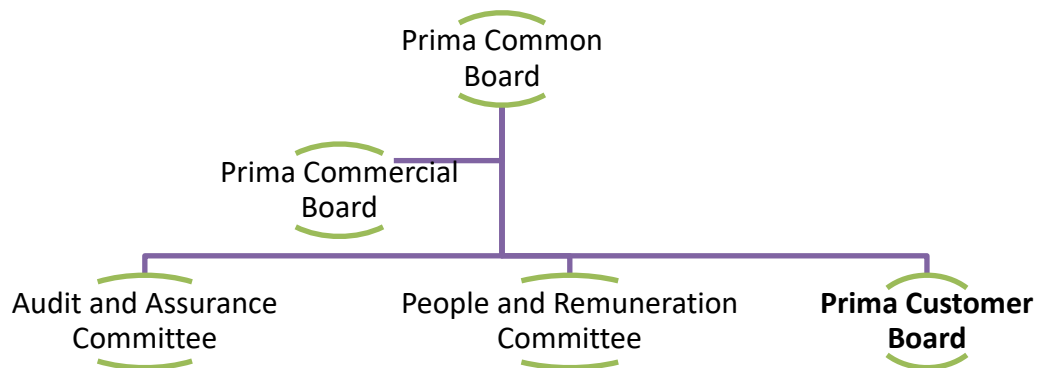 Prima Common
Board
Prima Commercial
Board
Audit and Assurance
Committee
People and Remuneration
Committee
Prima Customer
Board